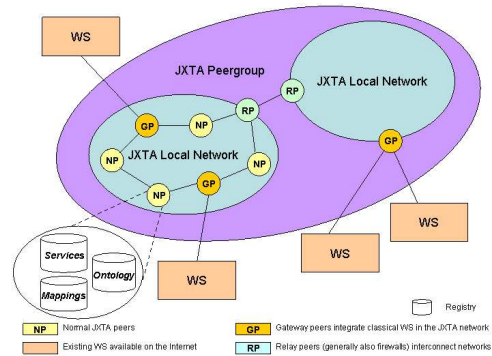 WS
JXTA Peergroup
JXTA Local Network
RP
RP
GP
NP
GP
JXTA Local Network
NP
NP
GP
NP
WS
WS
WS
Services
Ontology
Mappings
Registry
NP Normal JXTA peers
GP Gateway peers integrate classical WS in the JXTA network
Existing WS available on the Internet
RP Relay peers (generally also firewalls) interconnect networks